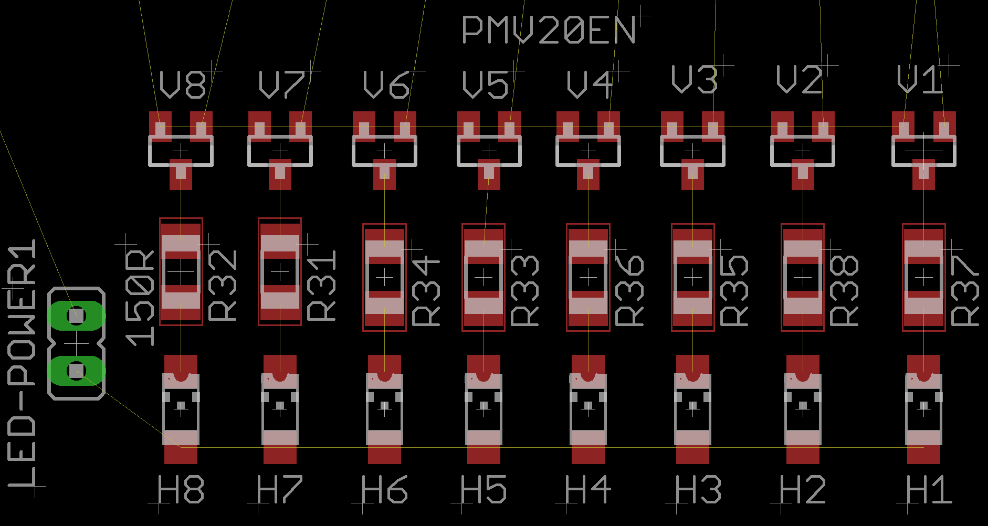 PMV20EN
V8 V7 V6 V5 V4 V3 V2 V1
LED-POWER1
150R R32 R31 R34 R33 R36 R35 R38 R37
H8 H7 H6 H5 H4 H3 H2 H1